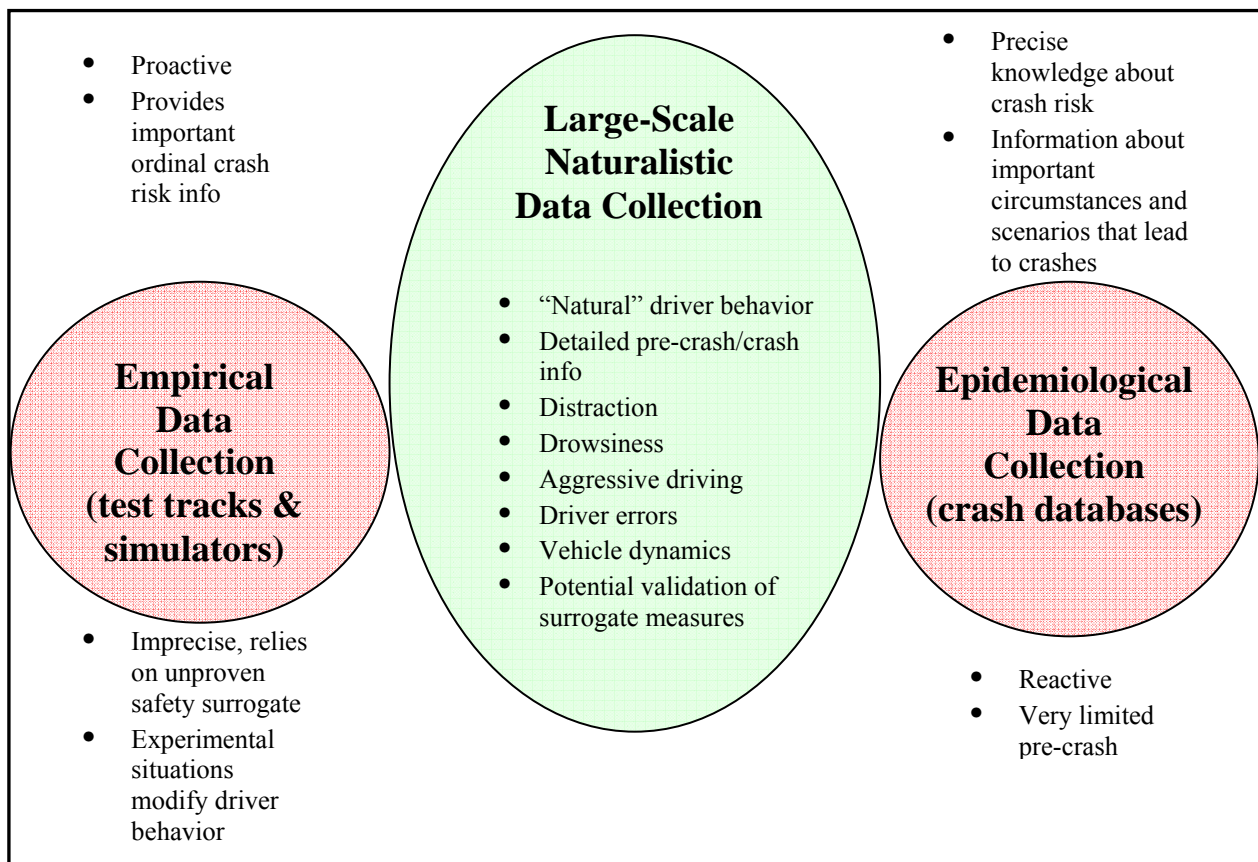 • Proactive
• Provides
important
ordinal crash
risk info
Empirical
Data
Collection
(test tracks &
simulators)
• Imprecise, relies
on unproven
safety surrogate
• Experimental
situations
modify driver
behavior
Large-Scale
Naturalistic
Data Collection
• “Natural” driver behavior
• Detailed pre-crash/crash
info
• Distraction
• Drowsiness
• Aggressive driving
• Driver errors
• Vehicle dynamics
• Potential validation of
surrogate measures
• Precise
knowledge about
crash risk
• Information about
important
circumstances and
scenarios that lead
to crashes
Epidemiological
Data
Collection
(crash databases)
• Reactive
• Very limited
pre-crash